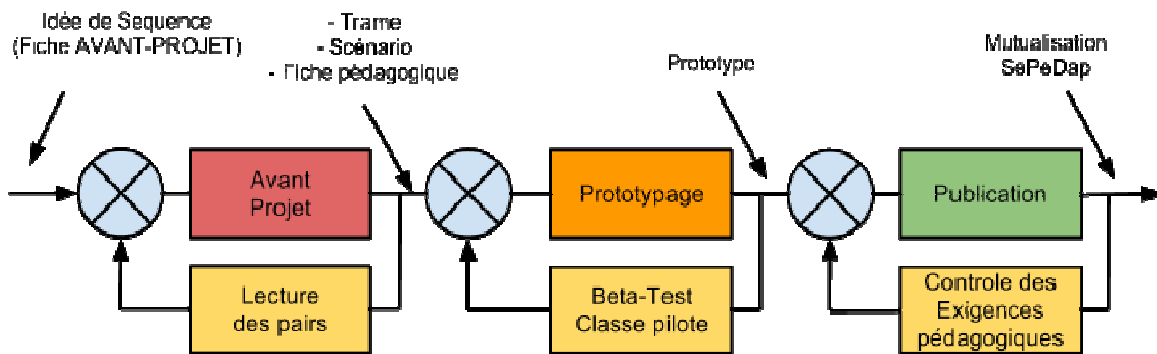 Idée de Sequence
(Fiche AVANT-PROJET)
- Trame
- Scénario
- Fiche pédagogique
Prototype
Mutualisation
SePeDap
Avant
Projet
Prototypage
Publication
Lecture
des pairs
Beta-Test
Classe pilote
Controle des
Exigences
pédagogiques